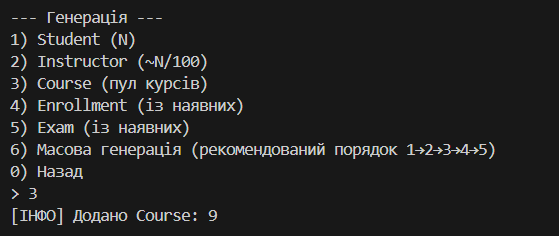 --- Генерація ---
1) Student (N)
2) Instructor (~N/100)
3) Course (пул курсів)
4) Enrollment (із наявних)
5) Exam (із наявних)
6) Масова генерація (рекомендований порядок 1→2→3→4→5)
0) Назад
> 3
[ІНФО] Додано Course: 9